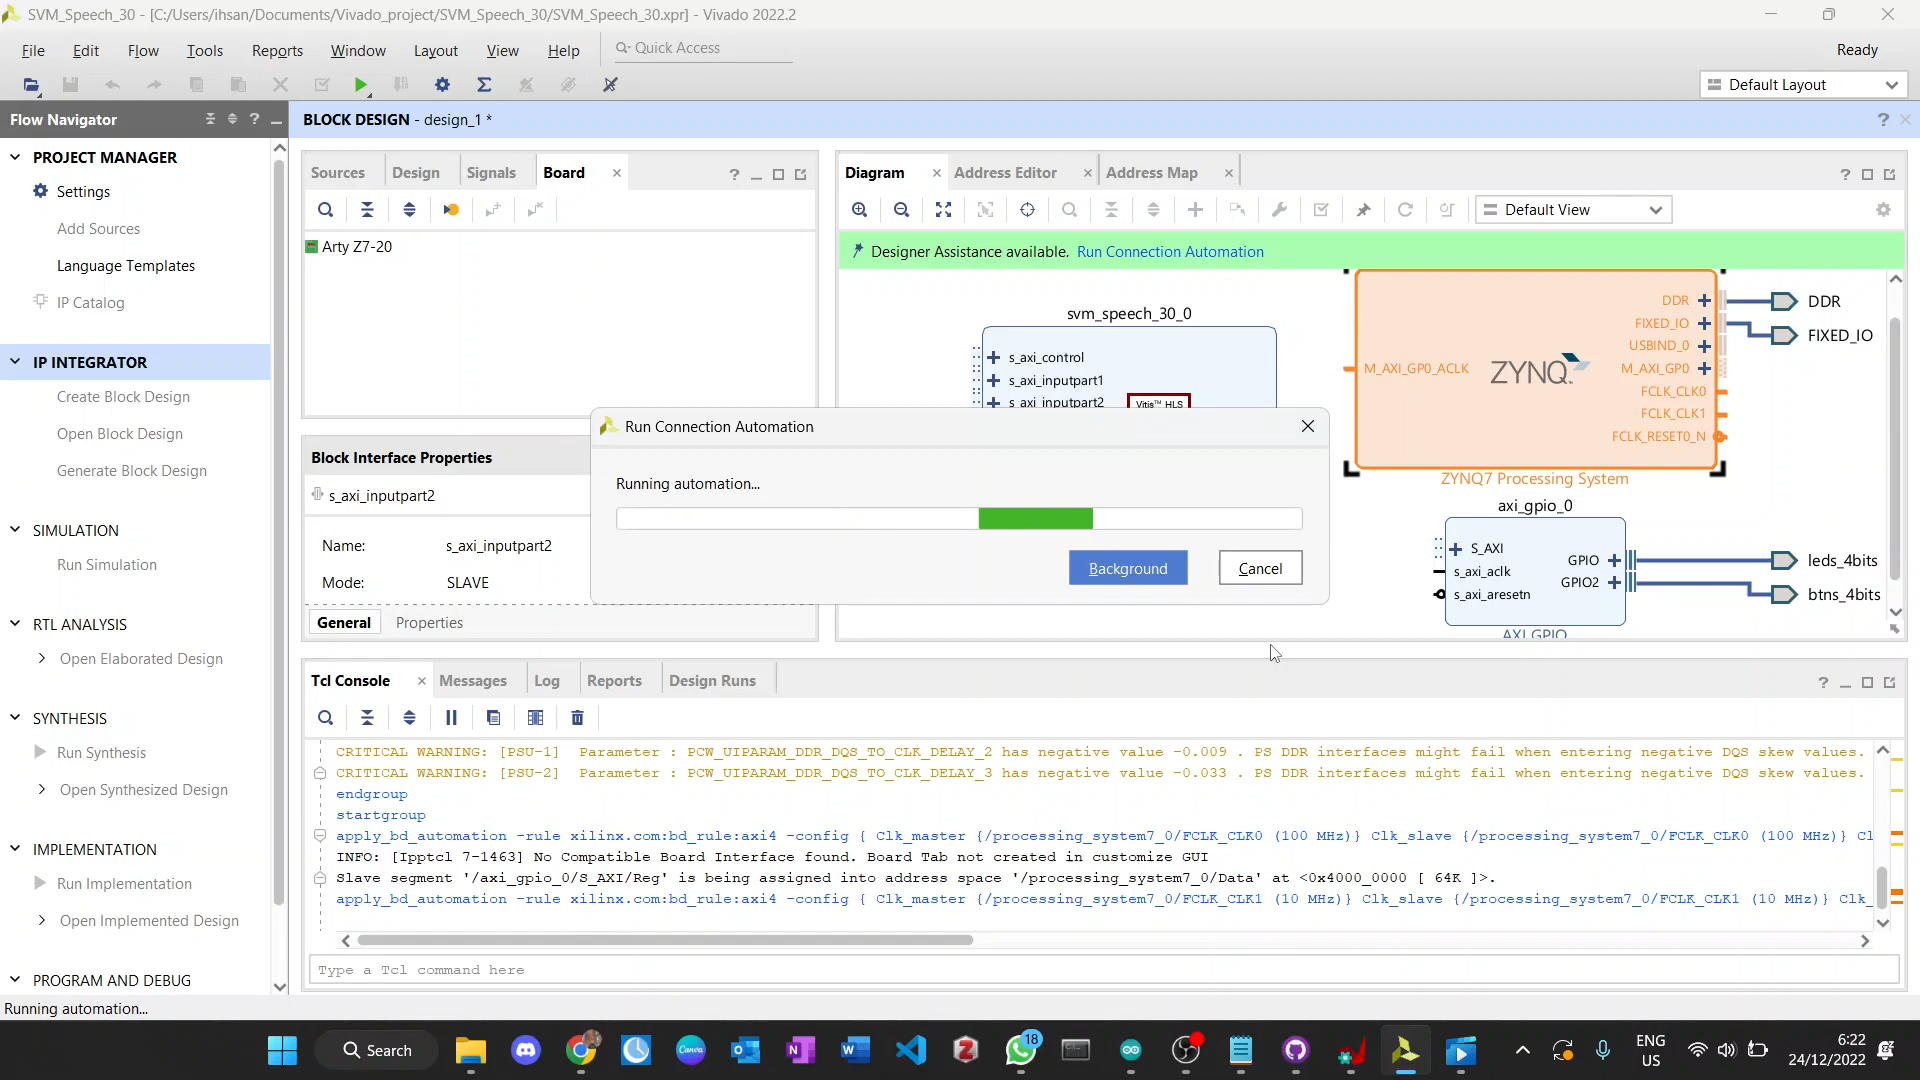 SVM_Speech_30 - [C:/Users/ihsan/Documents/Vivado_project/SVM_Speech_30/SVM_Speech_30.xpr] - Vivado 2022.2
File Edit Flow Tools Reports Window Layout View Help Quick Access Ready
Default Layout
Flow Navigator
BLOCK DESIGN - design_1 *
PROJECT MANAGER
Settings
Add Sources
Language Templates
IP Catalog
IP INTEGRATOR
Create Block Design
Open Block Design
Generate Block Design
SIMULATION
Run Simulation
RTL ANALYSIS
Open Elaborated Design
SYNTHESIS
Run Synthesis
Open Synthesized Design
IMPLEMENTATION
Run Implementation
Open Implemented Design
PROGRAM AND DEBUG
Sources Design Signals Board
Arty Z7-20
Block Interface Properties
s_axi_inputpart2
Name: s_axi_inputpart2
Mode: SLAVE
General Properties
Diagram Address Editor Address Map
Default View
Designer Assistance available. Run Connection Automation
svm_speech_30_0
s_axi_control
s_axi_inputpart1
s_axi_inputpart2
Vitis™ HLS
M_AXI_GP0_ACLK
ZYNQ
DDR
FIXED_IO
USBIND_0
M_AXI_GP0
FCLK_CLK0
FCLK_CLK1
FCLK_RESET0_N
ZYNQ7 Processing System
DDR
FIXED_IO
axi_gpio_0
S_AXI
s_axi_aclk
s_axi_aresetn
GPIO
GPIO2
AXI GPIO
leds_4bits
btns_4bits
Run Connection Automation
Running automation...
Background Cancel
Tcl Console Messages Log Reports Design Runs
CRITICAL WARNING: [PSU-1] Parameter : PCW_UIPARAM_DDR_DQS_TO_CLK_DELAY_2 has negative value -0.009 . PS DDR interfaces might fail when entering negative DQS skew values.
CRITICAL WARNING: [PSU-2] Parameter : PCW_UIPARAM_DDR_DQS_TO_CLK_DELAY_3 has negative value -0.033 . PS DDR interfaces might fail when entering negative DQS skew values.
endgroup
startgroup
apply_bd_automation -rule xilinx.com:bd_rule:axi4 -config { Clk_master {/processing_system7_0/FCLK_CLK0 (100 MHz)} Clk_slave {/processing_system7_0/FCLK_CLK0 (100 MHz)} Cl
INFO: [Ipptcl 7-1463] No Compatible Board Interface found. Board Tab not created in customize GUI
Slave segment '/axi_gpio_0/S_AXI/Reg' is being assigned into address space '/processing_system7_0/Data' at <0x4000_0000 [ 64K ]>.
apply_bd_automation -rule xilinx.com:bd_rule:axi4 -config { Clk_master {/processing_system7_0/FCLK_CLK1 (10 MHz)} Clk_slave {/processing_system7_0/FCLK_CLK1 (10 MHz)} Clk_
Type a Tcl command here
Running automation...
Search
Canva
18
ENG
US
6:22
24/12/2022